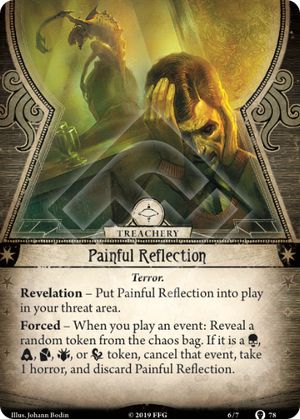 TREACHERY
Painful Reflection
Terror.
Revelation – Put Painful Reflection into play
in your threat area.
Forced – When you play an event: Reveal a
random token from the chaos bag. If it is a
, , , or token, cancel that event, take
1 horror, and discard Painful Reflection.
Illus. Johann Bodin
© 2019 FFG
6/7
78